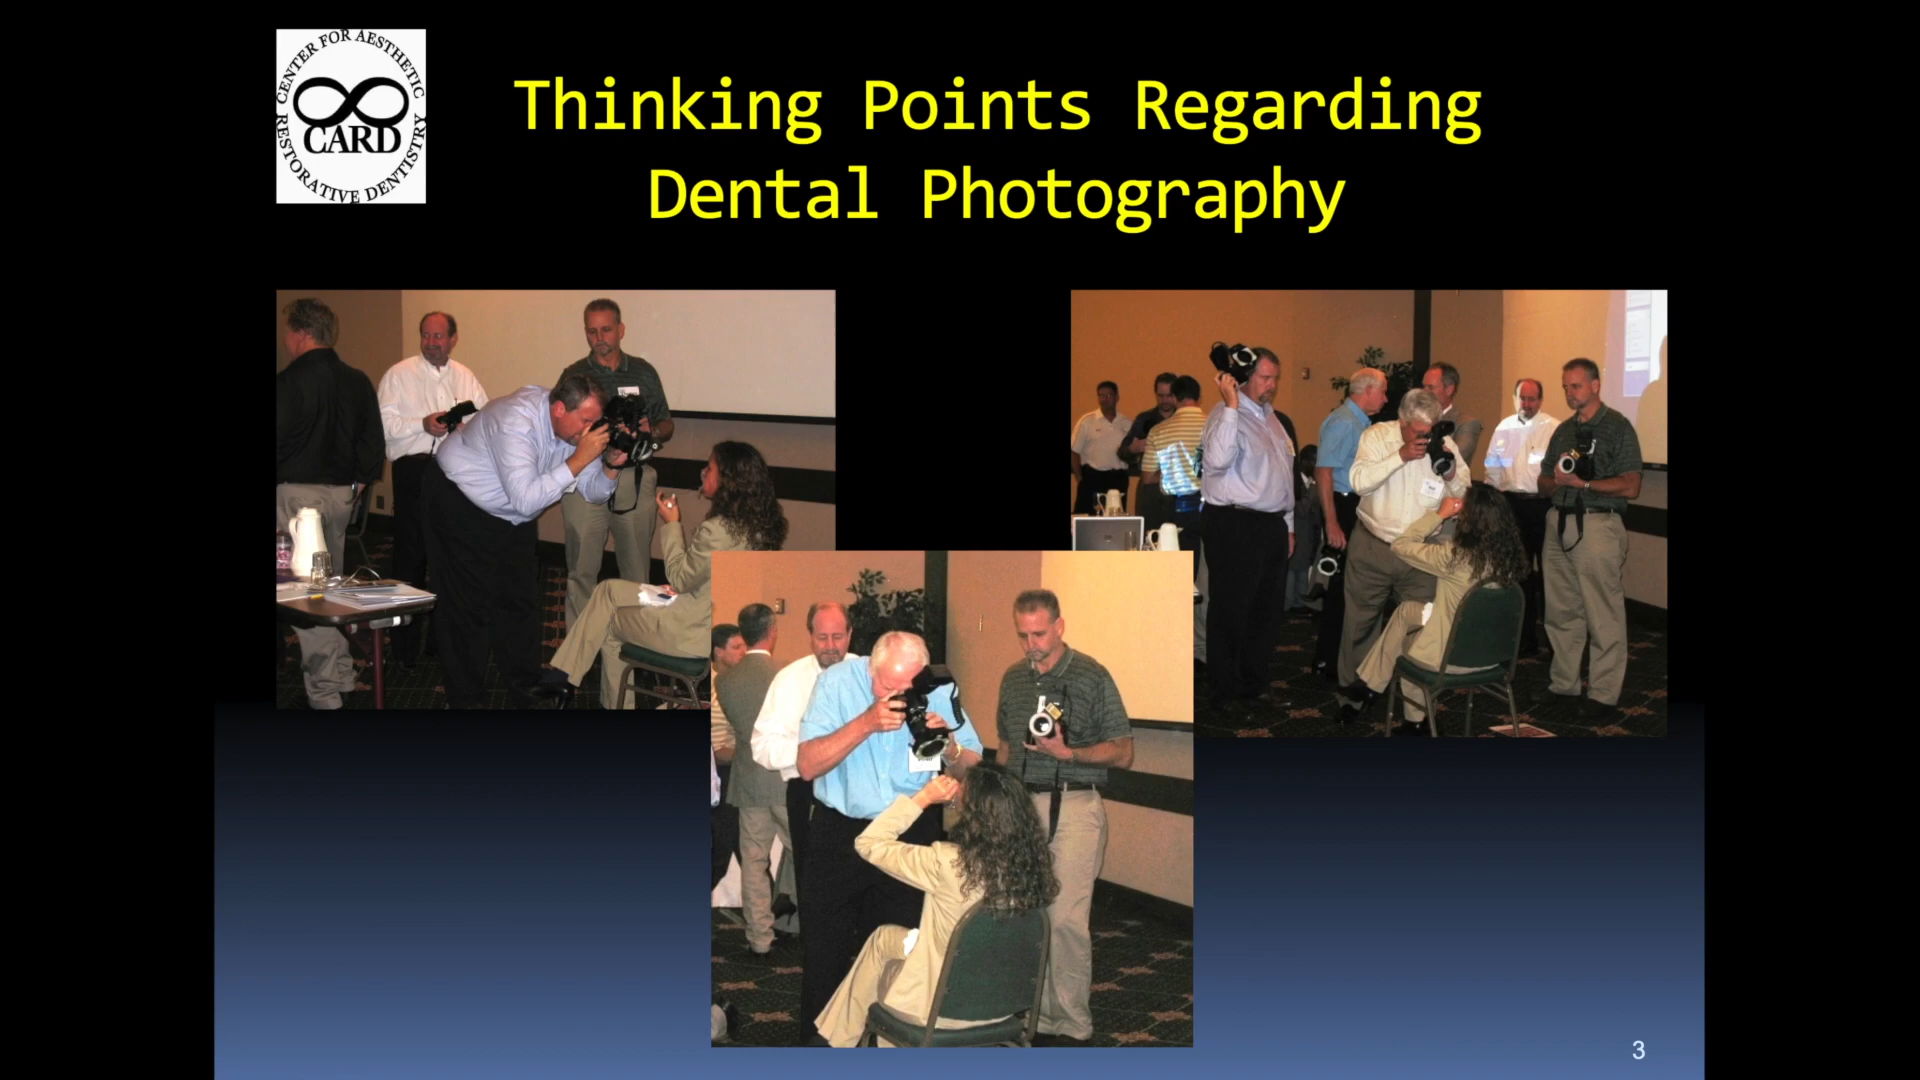 CENTER FOR AESTHETIC
CARD
RESTORATIVE DENTISTRY
Thinking Points Regarding
Dental Photography
3